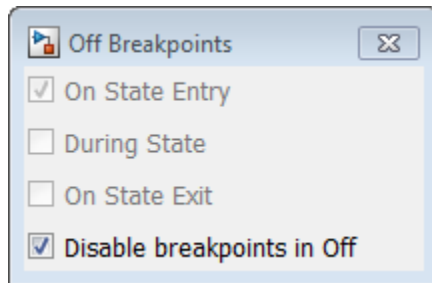 Off Breakpoints
On State Entry
During State
On State Exit
Disable breakpoints in Off